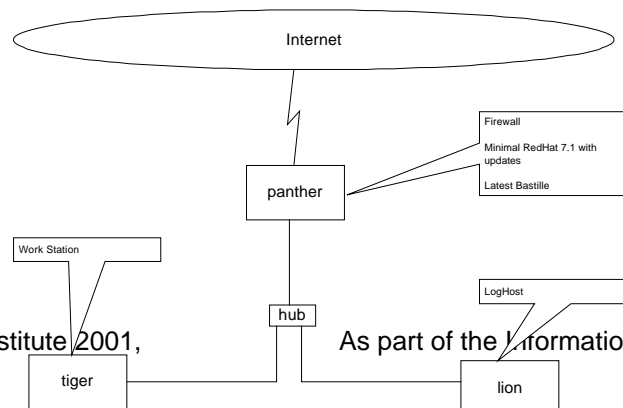 Internet
Firewall
Minimal RedHat 7.1 with
updates
Latest Bastille
panther
Work Station
hub
LogHost
2001,
As part of the
tiger
lion